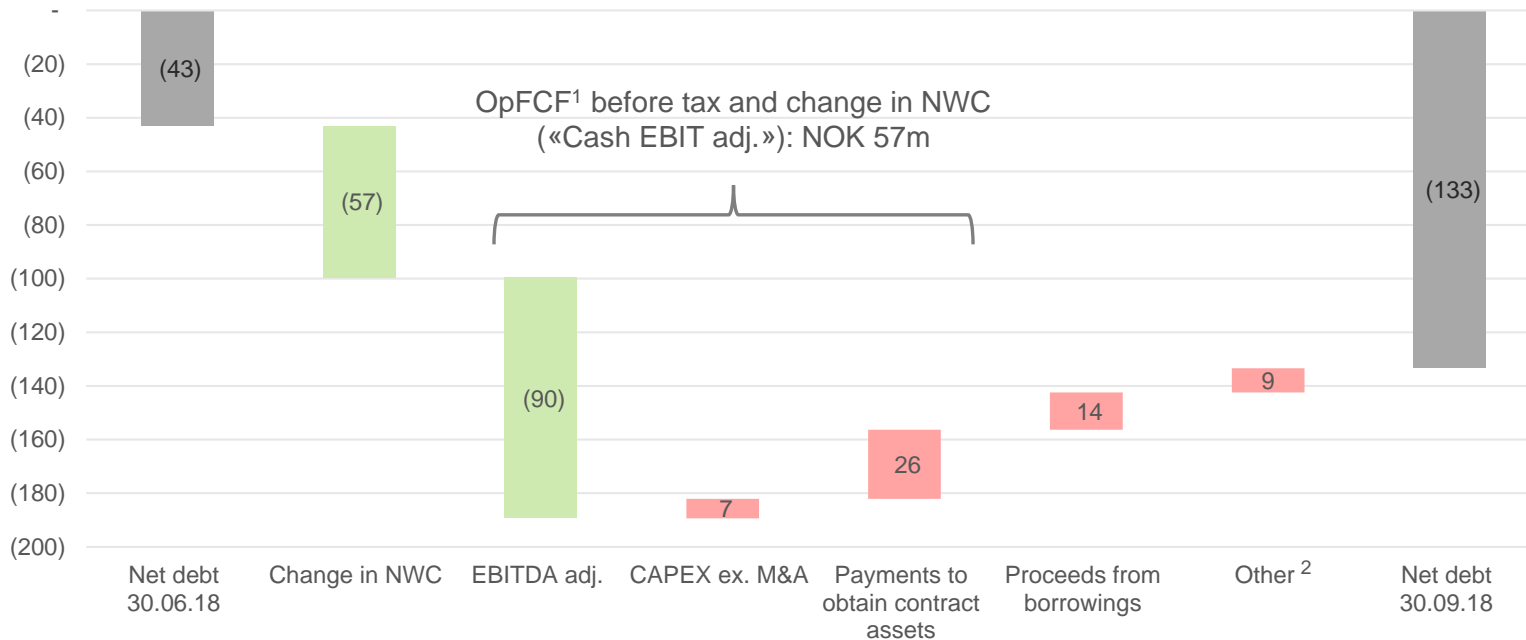 -
(20)
(40)
(60)
(80)
(100)
(120)
(140)
(160)
(180)
(200)
(43)
(57)
OpFCF¹ before tax and change in NWC
(«Cash EBIT adj.»): NOK 57m
(90)
7
26
14
9
(133)
Net debt
30.06.18
Change in NWC
EBITDA adj.
CAPEX ex. M&A
Payments to
obtain contract
assets
Proceeds from
borrowings
Other ²
Net debt
30.09.18